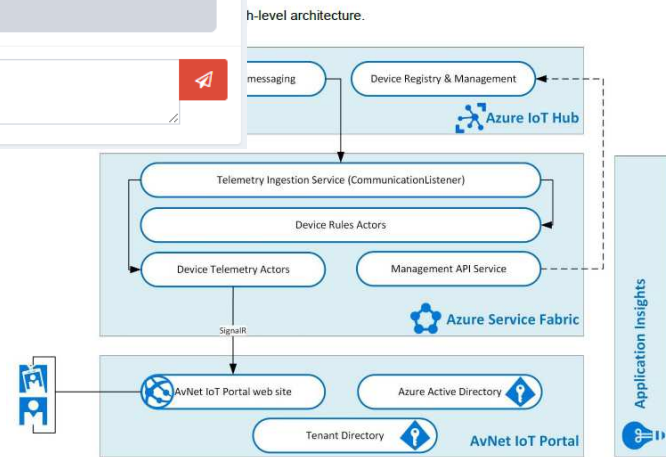 h-level architecture.
messaging
Device Registry & Management
Azure IoT Hub
Telemetry Ingestion Service (CommunicationListener)
Device Rules Actors
Device Telemetry Actors
Management API Service
Azure Service Fabric
SignalR
AvNet IoT Portal web site
Azure Active Directory
Tenant Directory
AvNet IoT Portal
Application Insights